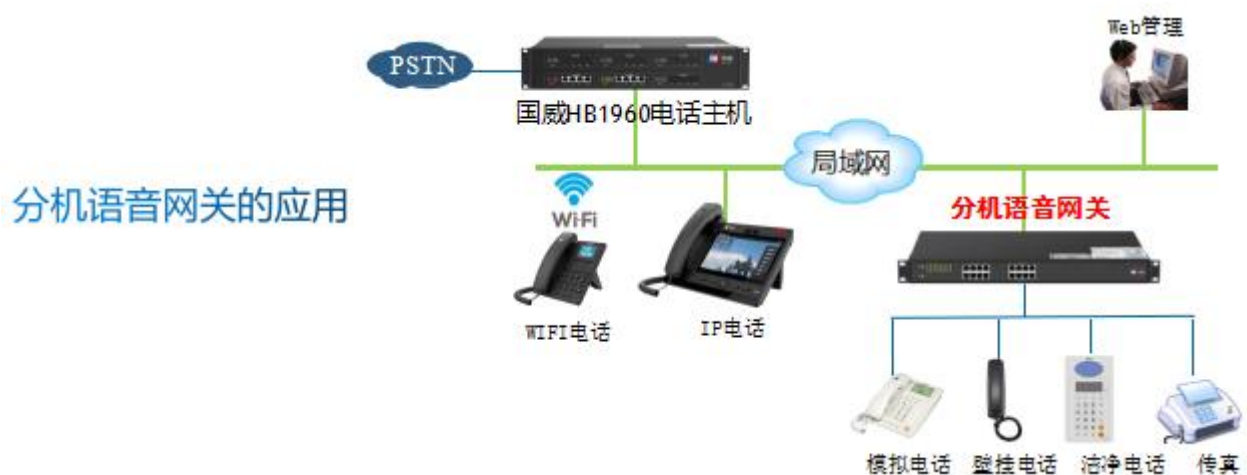 Web管理
PSTN
国威HB1960电话主机
局域网
分机语音网关的应用
WiFi
分机语音网关
WIFI电话
IP电话
模拟电话
壁挂电话
洁净电话
传真